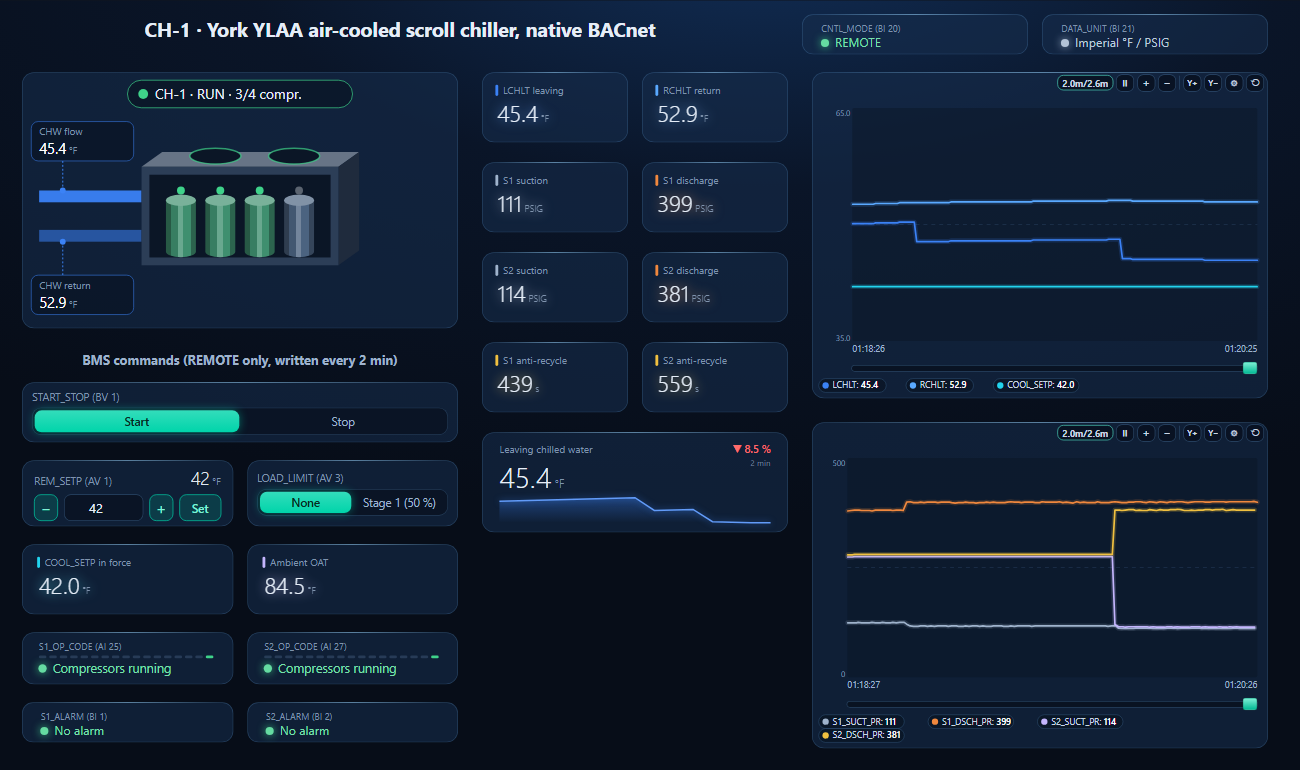 CH-1 · York YLAA air-cooled scroll chiller, native BACnet
CNTL_MODE (BI 20)
REMOTE
DATA_UNIT (BI 21)
Imperial °F / PSIG
CH-1 · RUN · 3/4 compr.
CHW flow
45.4 °F
CHW return
52.9 °F
BMS commands (REMOTE only, written every 2 min)
START_STOP (BV 1)
Start
Stop
REM_SETP (AV 1)
42 °F
−
42
+
Set
LOAD_LIMIT (AV 3)
None
Stage 1 (50 %)
COOL_SETP in force
42.0 °F
Ambient OAT
84.5 °F
S1_OP_CODE (AI 25)
Compressors running
S2_OP_CODE (AI 27)
Compressors running
S1_ALARM (BI 1)
No alarm
S2_ALARM (BI 2)
No alarm
LCHLT leaving
45.4 °F
RCHLT return
52.9 °F
S1 suction
111 PSIG
S1 discharge
399 PSIG
S2 suction
114 PSIG
S2 discharge
381 PSIG
S1 anti-recycle
439 s
S2 anti-recycle
559 s
Leaving chilled water
▼ 8.5 %
2 min
45.4 °F
2.0m/2.6m
+
−
Y+
Y−
65.0
35.0
01:18:26
01:20:25
LCHLT: 45.4
RCHLT: 52.9
COOL_SETP: 42.0
2.0m/2.6m
+
−
Y+
Y−
500
0
01:18:27
01:20:26
S1_SUCT_PR: 111
S1_DSCH_PR: 399
S2_SUCT_PR: 114
S2_DSCH_PR: 381